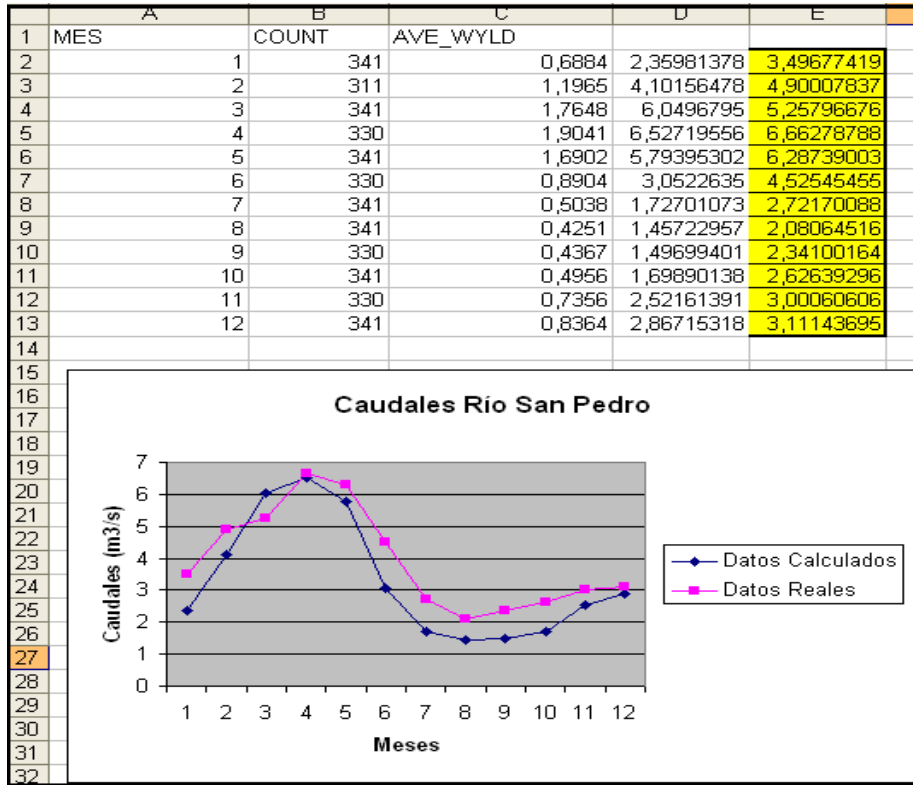 A B C D E
1 MES COUNT AVE_WYLD
2 1 341 0,6884 2,35981378 3,49677419
3 2 311 1,1965 4,10156478 4,90007837
4 3 341 1,7648 6,0496795 5,25796676
5 4 330 1,9041 6,52719556 6,66278788
6 5 341 1,6902 5,79395302 6,28739003
7 6 330 0,8904 3,0522635 4,52545455
8 7 341 0,5038 1,72701073 2,72170088
9 8 341 0,4251 1,45722957 2,08064516
10 9 330 0,4367 1,49699401 2,34100164
11 10 341 0,4956 1,69890138 2,62639296
12 11 330 0,7356 2,52161391 3,00060606
13 12 341 0,8364 2,86715318 3,11143695
14
15
16
17
18
19
20
21
22
23
24
25
26
27
28
29
30
31
32
Caudales Río San Pedro
Caudales (m3/s)
7
6
5
4
3
2
1
0
1 2 3 4 5 6 7 8 9 10 11 12
Meses
Datos Calculados
Datos Reales